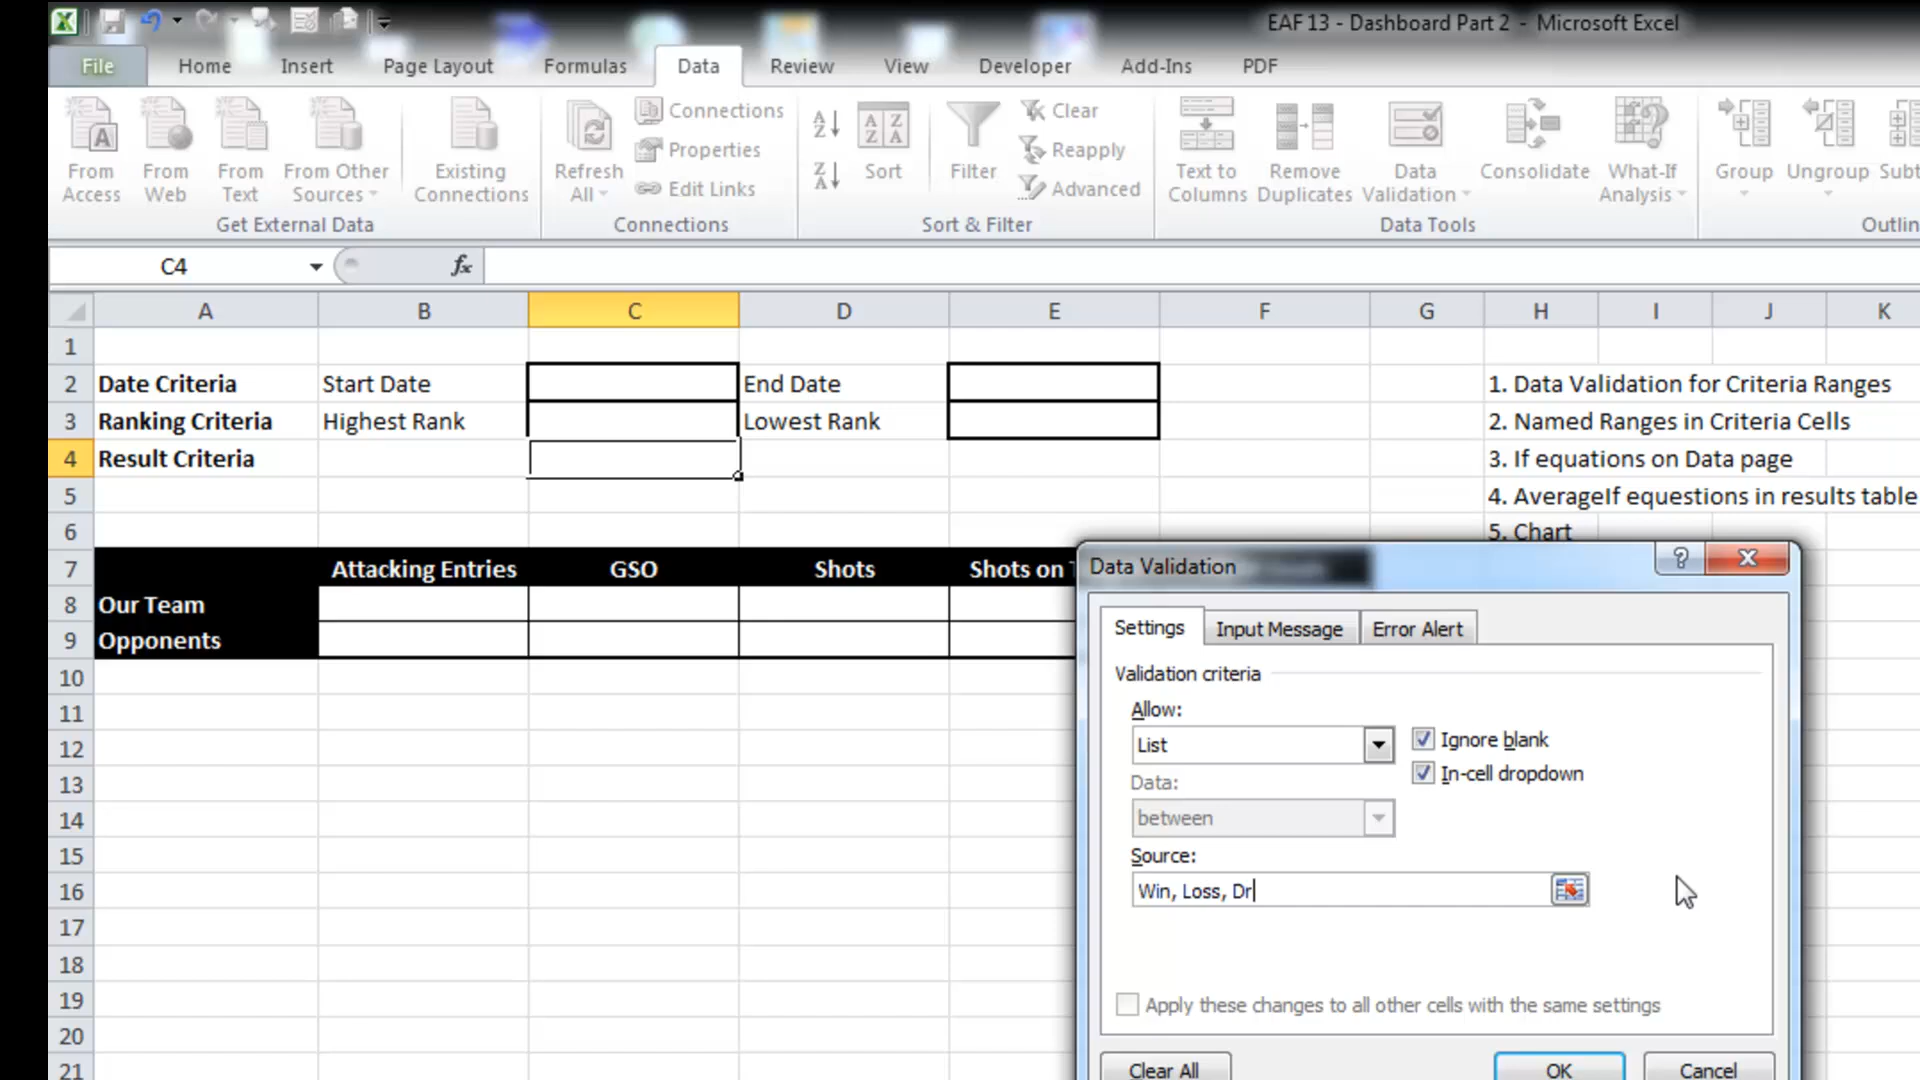 EAF 13 - Dashboard Part 2 - Microsoft Excel
File Home Insert Page Layout Formulas Data Review View Developer Add-Ins PDF
From Access
From Web
From Text
From Other Sources
Existing Connections
Get External Data
Refresh All
Connections
Properties
Edit Links
Connections
Sort
Filter
Clear
Reapply
Advanced
Sort & Filter
Text to Columns
Remove Duplicates
Data Validation
Consolidate
What-If Analysis
Data Tools
Group
Ungroup
Subt
Outlin
C4
fx
A B C D E F G H I J K
1
2 Date Criteria Start Date End Date 1. Data Validation for Criteria Ranges
3 Ranking Criteria Highest Rank Lowest Rank 2. Named Ranges in Criteria Cells
4 Result Criteria 3. If equations on Data page
5 4. AverageIf equestions in results table
6 5. Chart
7 Attacking Entries GSO Shots Shots on T
8 Our Team
9 Opponents
10
11
12
13
14
15
16
17
18
19
20
21
Data Validation
Settings Input Message Error Alert
Validation criteria
Allow:
List
Ignore blank
In-cell dropdown
Data:
between
Source:
Win, Loss, Dr
Apply these changes to all other cells with the same settings
Clear All OK Cancel